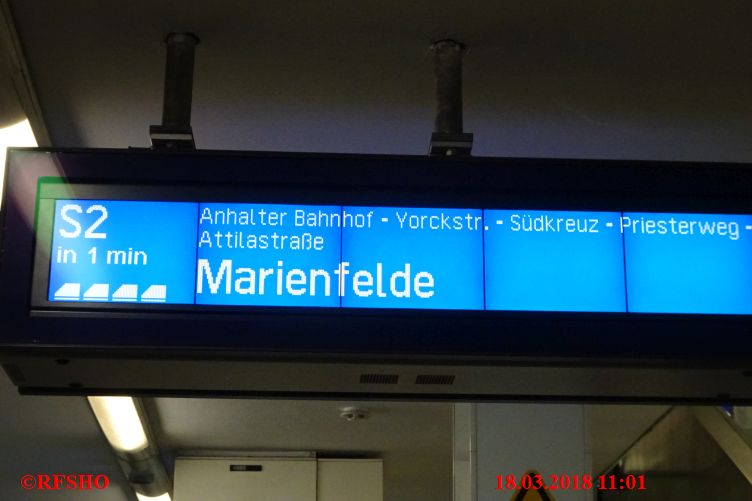 S2
in 1 min
Anhalter Bahnhof - Yorckstr. - Südkreuz - Priesterweg -
Attilastraße
Marienfelde
©RFSHO
18.03.2018 11:01